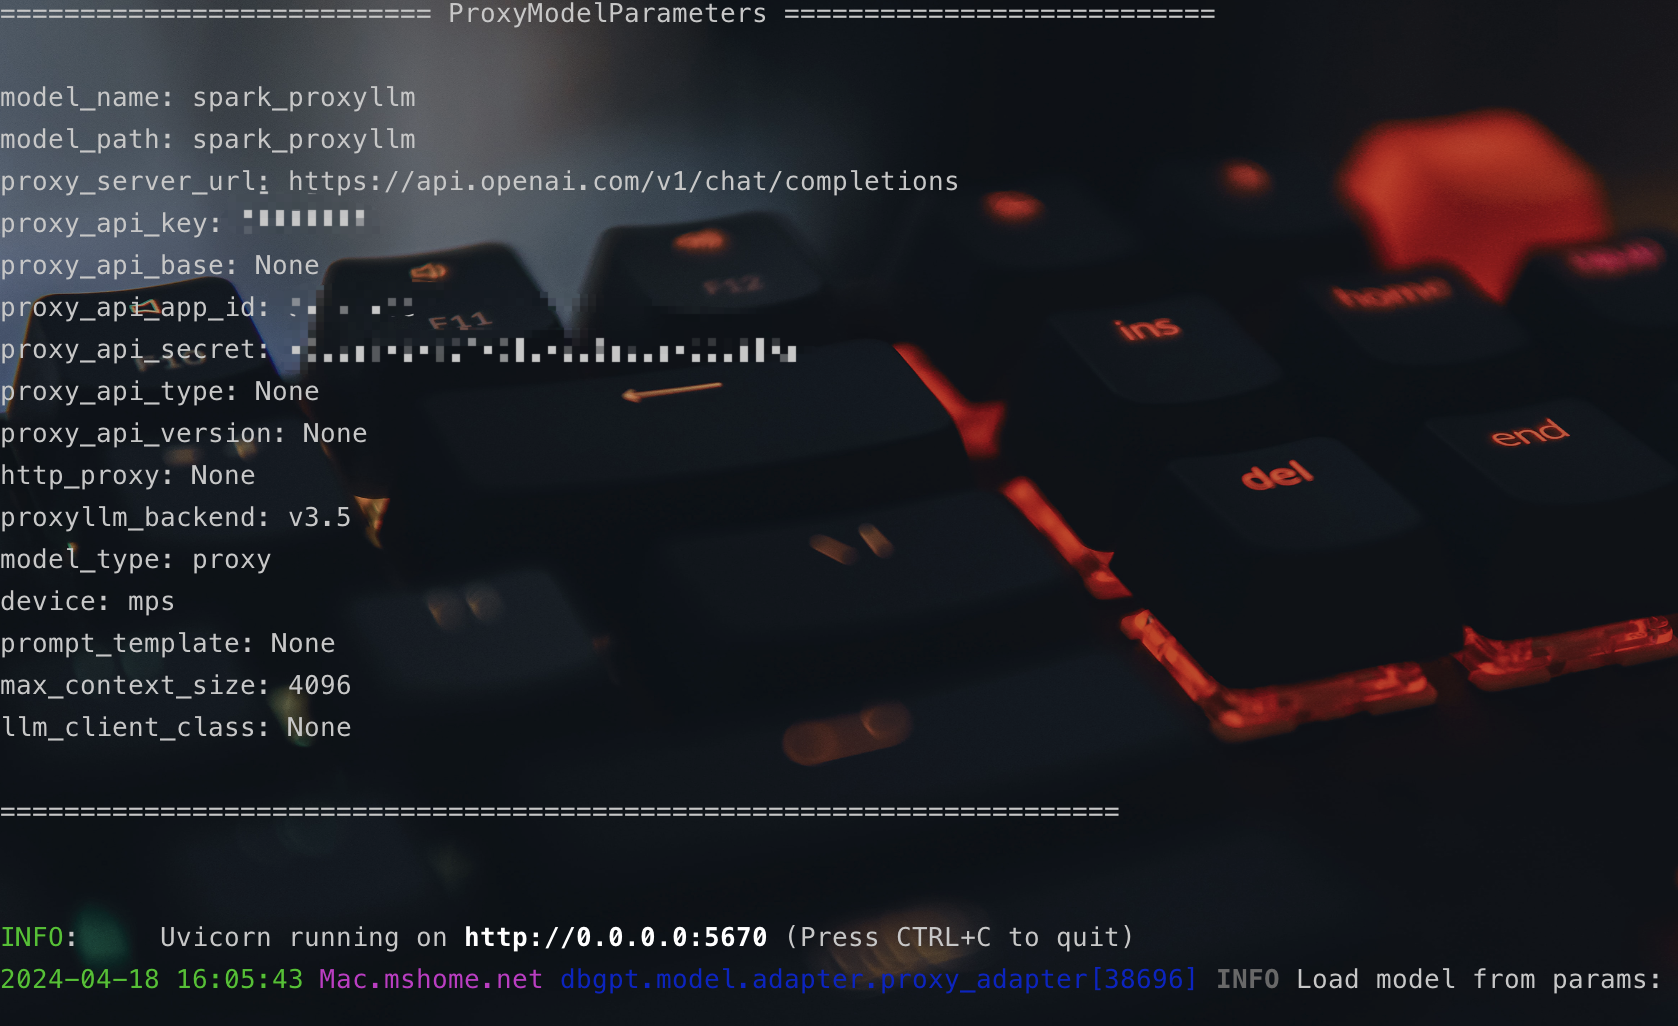 =========================== ProxyModelParameters ===========================
model_name: spark_proxyllm
model_path: spark_proxyllm
proxy_server_url: https://api.openai.com/v1/chat/completions
proxy_api_key:
proxy_api_base: None
proxy_api_app_id:
proxy_api_secret:
proxy_api_type: None
proxy_api_version: None
http_proxy: None
proxyllm_backend: v3.5
model_type: proxy
device: mps
prompt_template: None
max_context_size: 4096
llm_client_class: None
======================================================================
INFO:     Uvicorn running on http://0.0.0.0:5670 (Press CTRL+C to quit)
2024-04-18 16:05:43 Mac.mshome.net dbgpt.model.adapter.proxy_adapter[38696] INFO Load model from params:
F11
F12
F10
ins
home
del
end